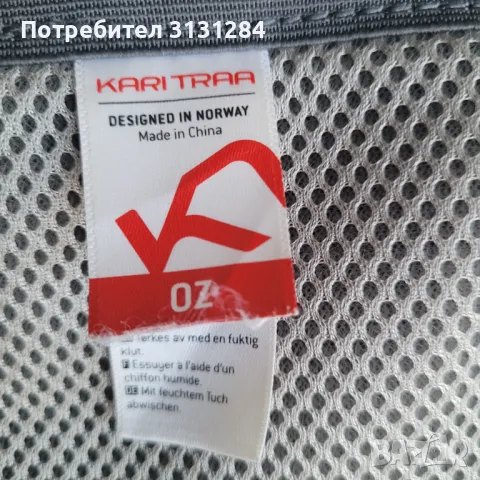 Потребител 3131284
KARI TRAA
DESIGNED IN NORWAY
Made in China
OZ
Tørkes av med en fuktig
klut.
Essuyer à l'aide d'un
chiffon humide.
Mit feuchtem Tuch
abwischen.